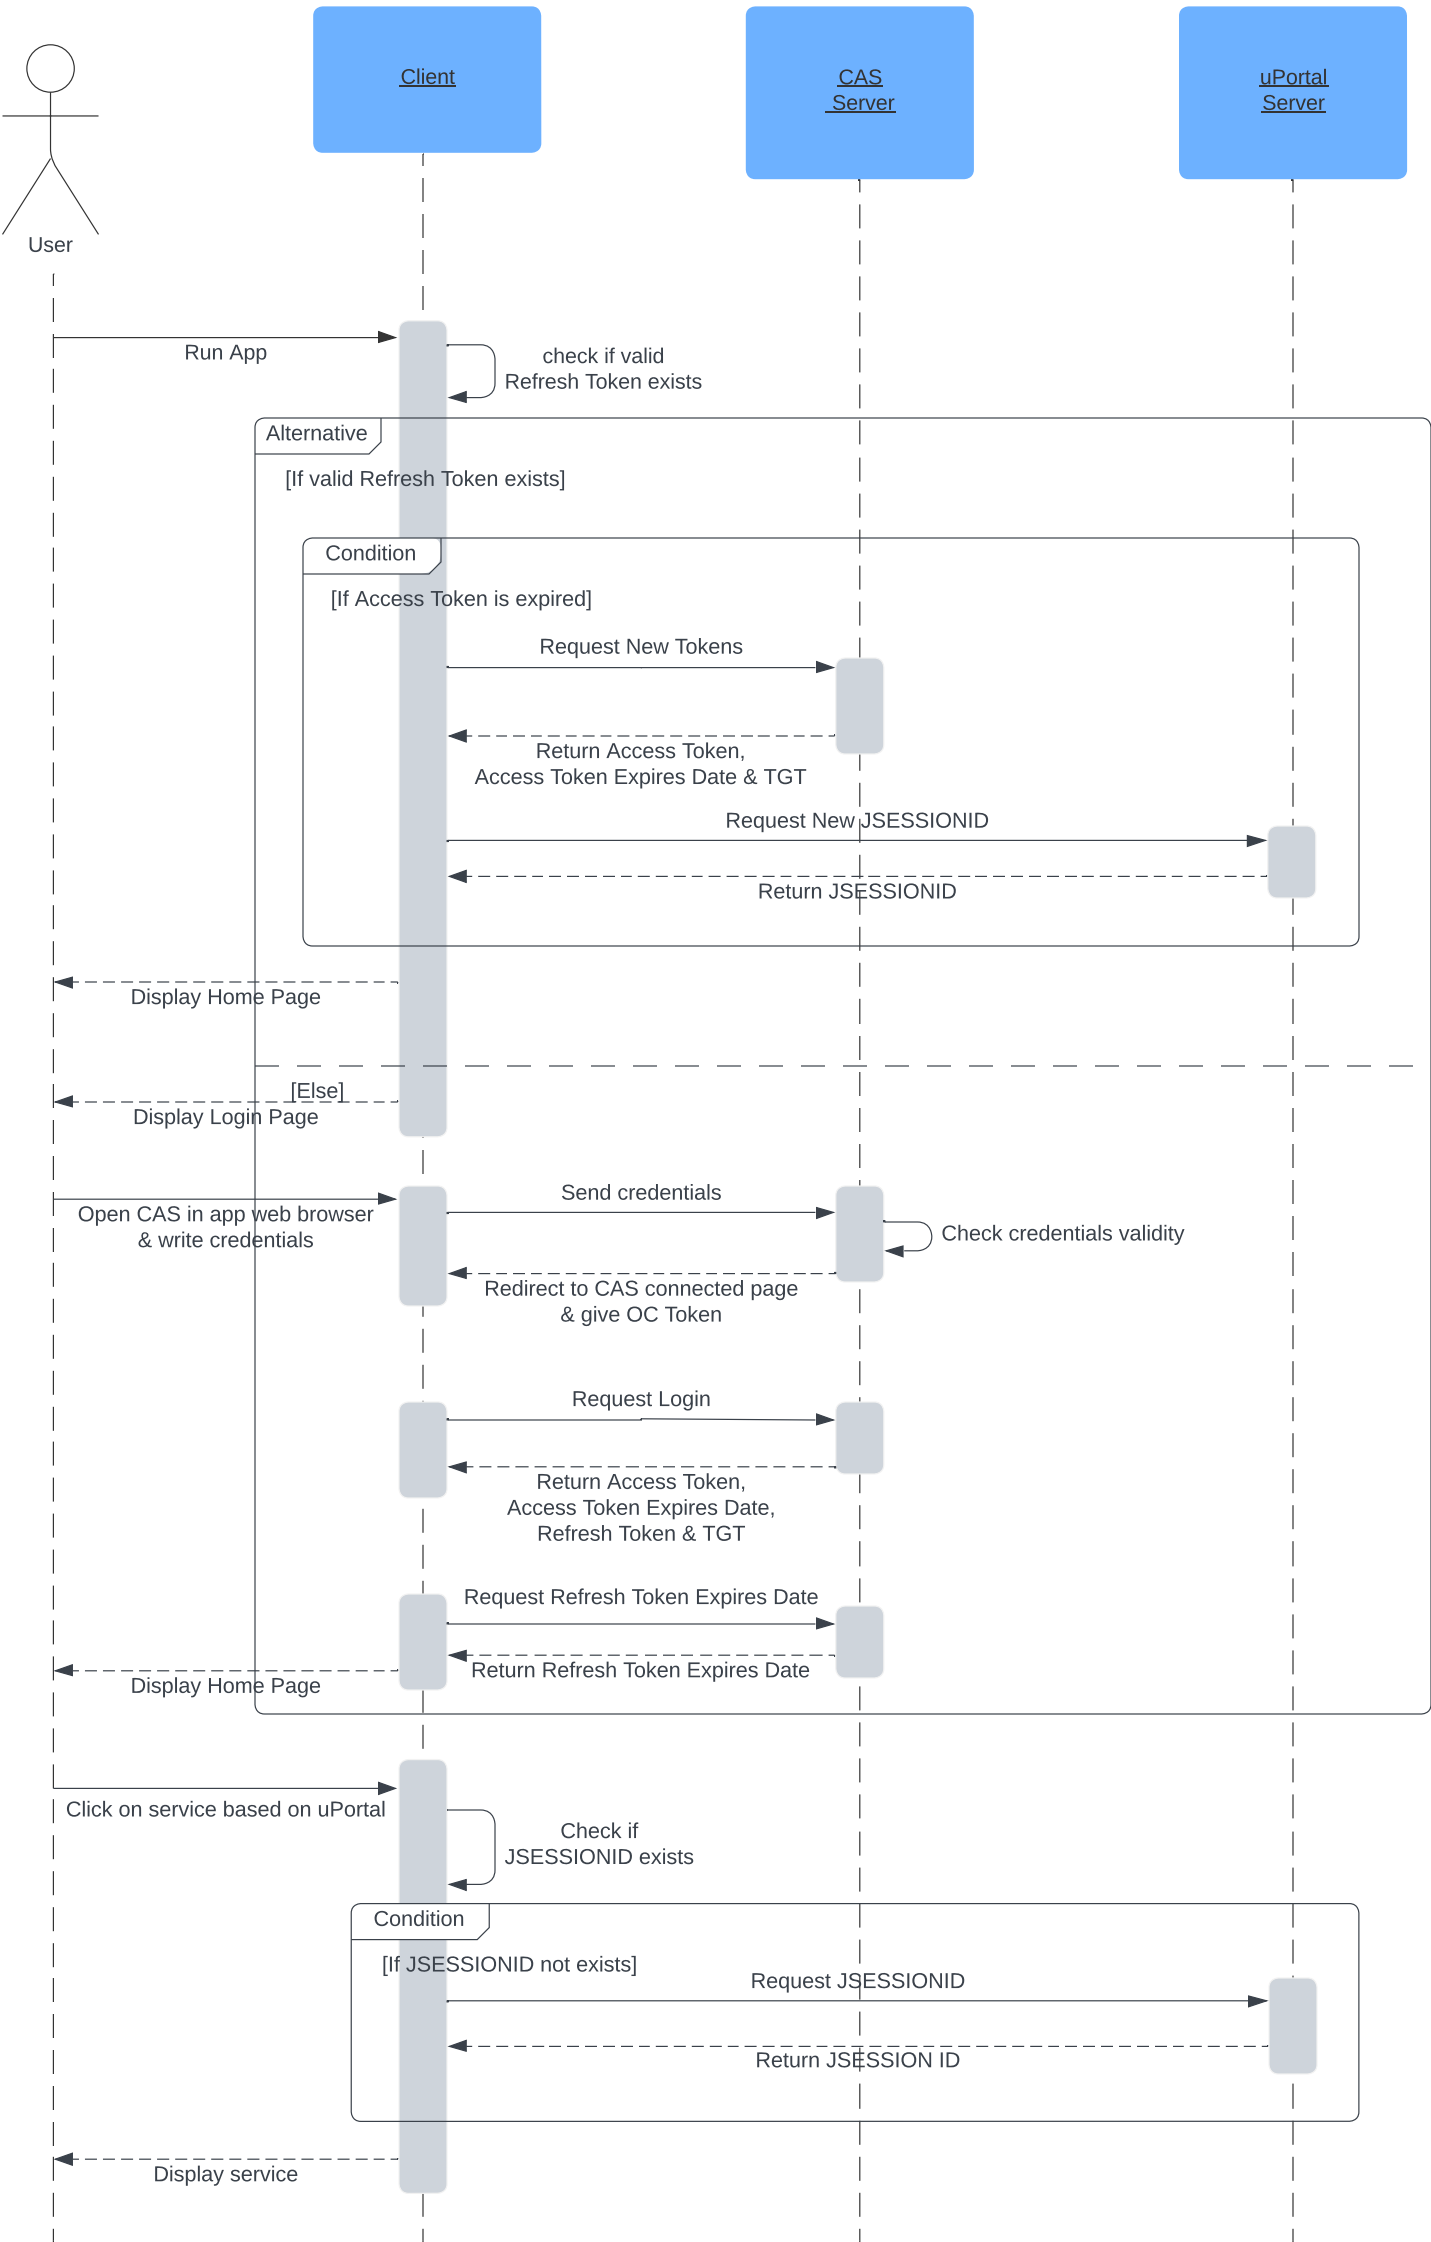 Client
CAS
Server
uPortal
Server
User
Run App
check if valid
Refresh Token exists
Alternative
[If valid Refresh Token exists]
Condition
[If Access Token is expired]
Request New Tokens
Return Access Token,
Access Token Expires Date & TGT
Request New JSESSIONID
Return JSESSIONID
Display Home Page
[Else]
Display Login Page
Send credentials
Open CAS in app web browser
& write credentials
Check credentials validity
Redirect to CAS connected page
& give OC Token
Request Login
Return Access Token,
Access Token Expires Date,
Refresh Token & TGT
Request Refresh Token Expires Date
Return Refresh Token Expires Date
Display Home Page
Click on service based on uPortal
Check if
JSESSIONID exists
Condition
[If JSESSIONID not exists]
Request JSESSIONID
Return JSESSION ID
Display service